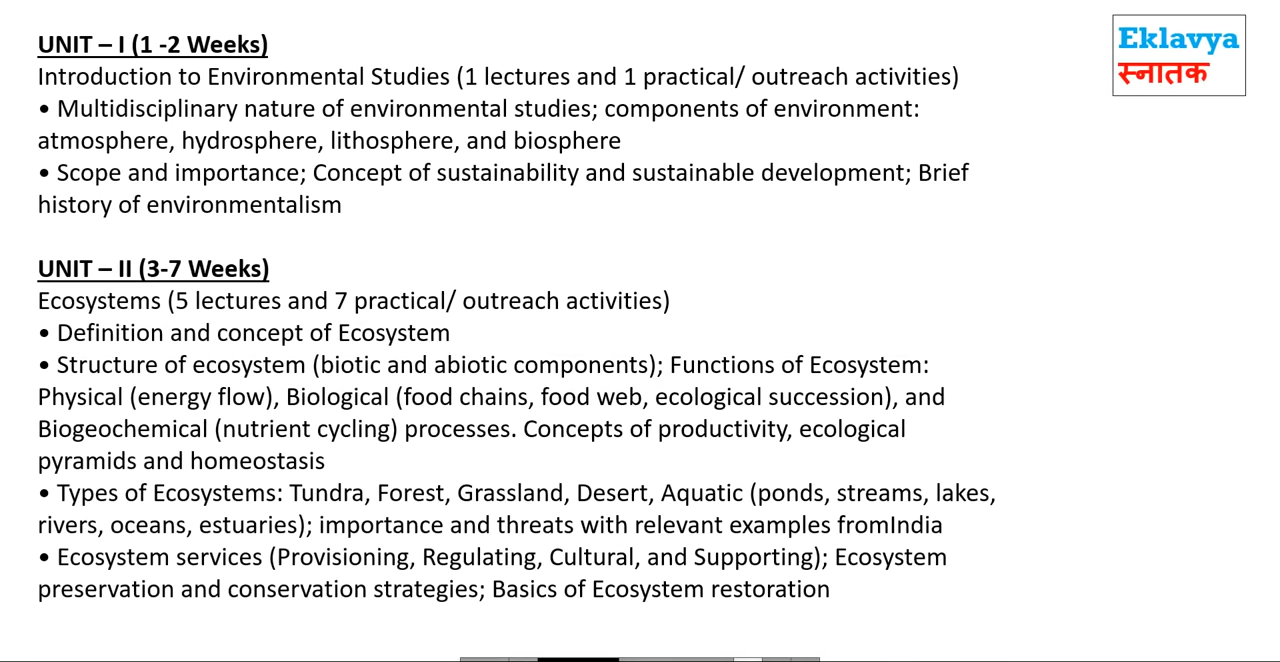 UNIT – I (1 -2 Weeks)
Introduction to Environmental Studies (1 lectures and 1 practical/ outreach activities)
• Multidisciplinary nature of environmental studies; components of environment:
atmosphere, hydrosphere, lithosphere, and biosphere
• Scope and importance; Concept of sustainability and sustainable development; Brief
history of environmentalism
UNIT – II (3-7 Weeks)
Ecosystems (5 lectures and 7 practical/ outreach activities)
• Definition and concept of Ecosystem
• Structure of ecosystem (biotic and abiotic components); Functions of Ecosystem:
Physical (energy flow), Biological (food chains, food web, ecological succession), and
Biogeochemical (nutrient cycling) processes. Concepts of productivity, ecological
pyramids and homeostasis
• Types of Ecosystems: Tundra, Forest, Grassland, Desert, Aquatic (ponds, streams, lakes,
rivers, oceans, estuaries); importance and threats with relevant examples fromIndia
• Ecosystem services (Provisioning, Regulating, Cultural, and Supporting); Ecosystem
preservation and conservation strategies; Basics of Ecosystem restoration
Eklavya
स्नातक